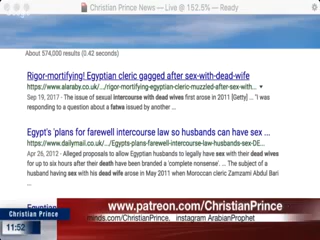 Christian Prince News — Live @ 152.5% — Ready
About 574,000 results (0.42 seconds)
Rigor-mortifying! Egyptian cleric gagged after sex-with-dead-wife
https://www.alaraby.co.uk/.../rigor-mortifying-egyptian-cleric-muzzled-after-sex-with...
Sep 19, 2017 - The issue of sexual intercourse with dead wives first arose in 2011 [Getty] ... "I was
responding to a question about a fatwa issued by another ...
Egypt's 'plans for farewell intercourse law so husbands can have sex ...
https://www.dailymail.co.uk/.../Egypts-plans-farewell-intercourse-law-husbands-sex-DE...
Apr 26, 2012 - Alleged proposals to allow Egyptian husbands to legally have sex with their dead wives
for up to six hours after their death have been branded a 'complete nonsence'. ... The subject of a
husband having sex with his dead wife arose in May 2011 when Moroccan cleric Zamzami Abdul Bari
www.patreon.com/ChristianPrince
Christian Prince
11:52
minds.com/ChristianPrince, instagram ArabianProphet